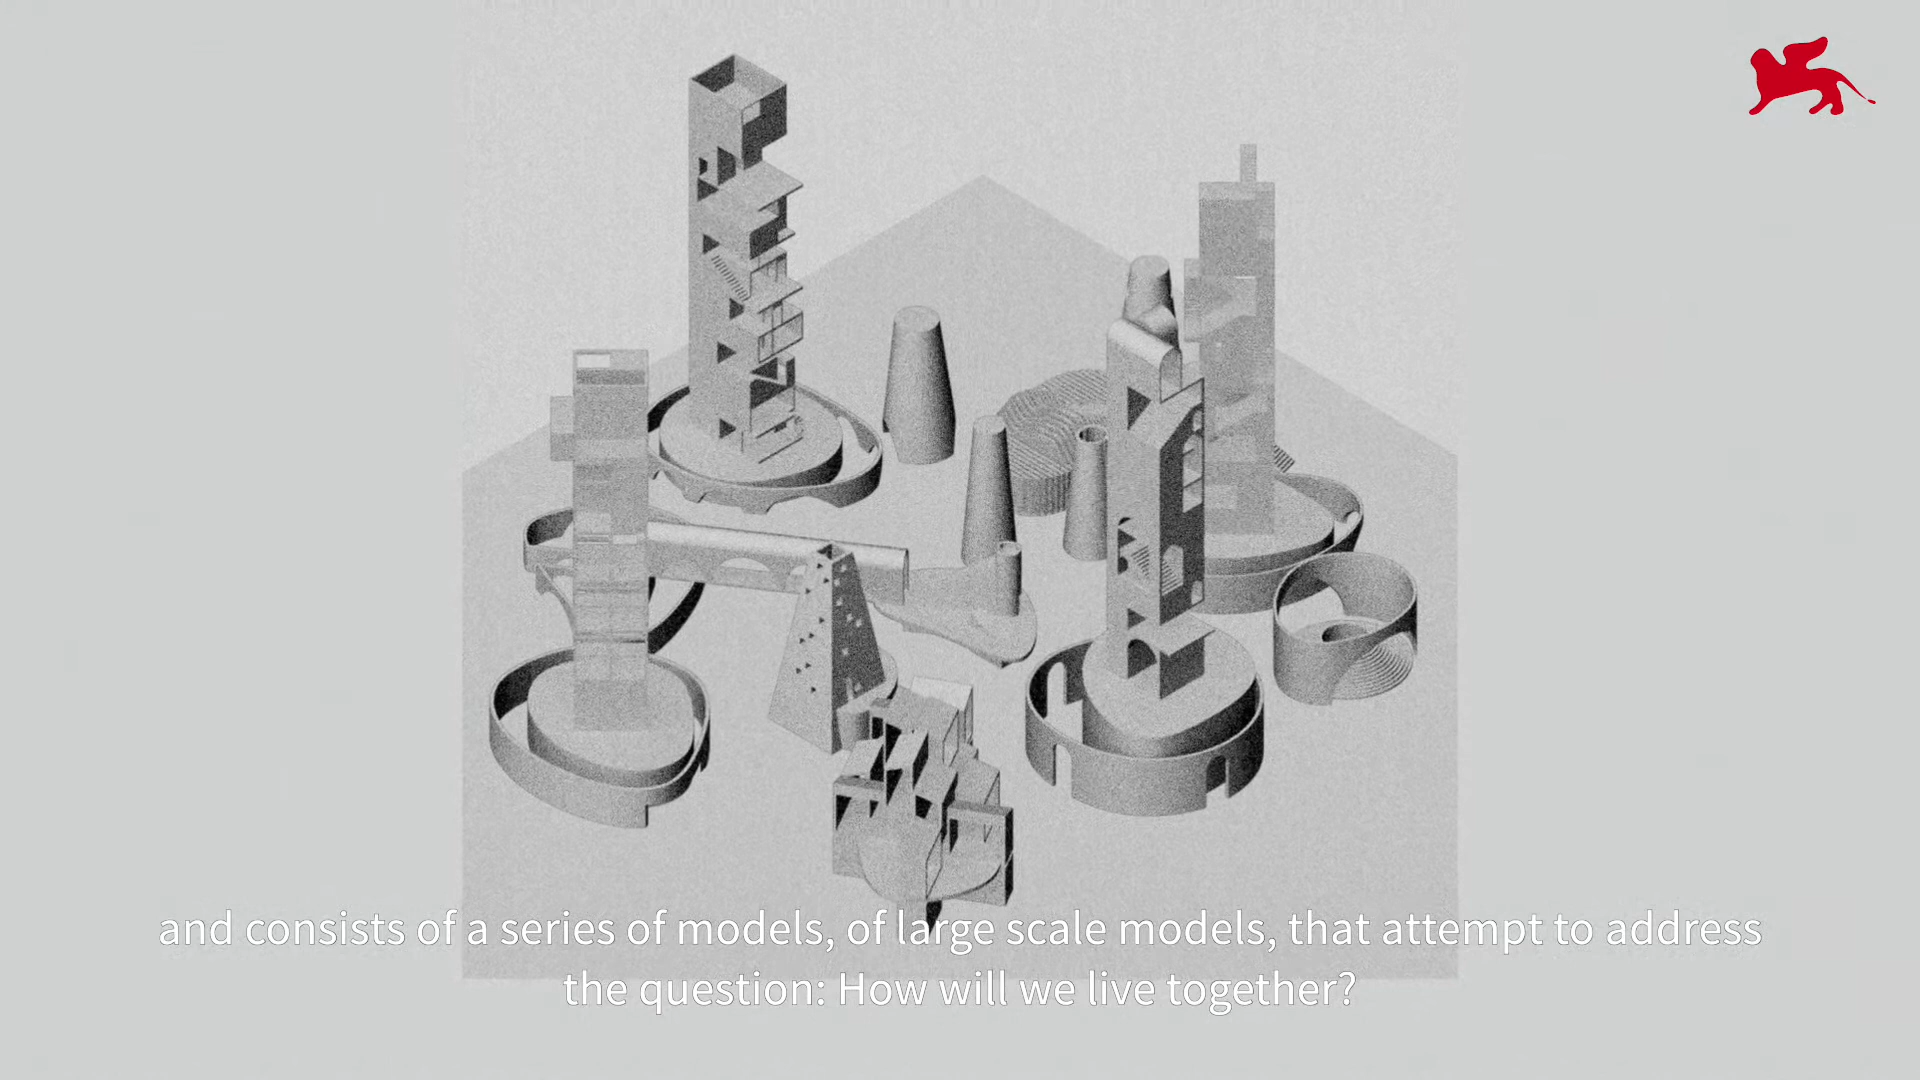 and consists of a series of models, of large scale models, that attempt to address
the question: How will we live together?